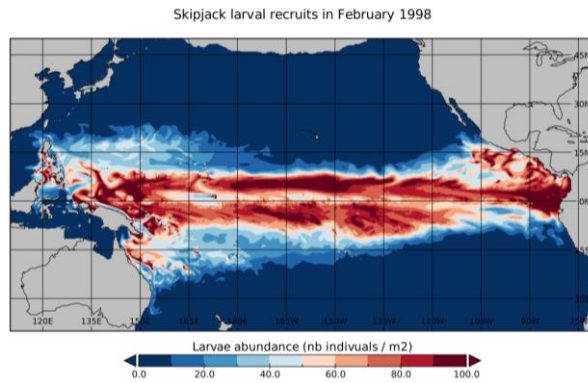 Skipjack larval recruits in February 1998
45N
30N
15N
0N
15S
120E 135E 150E 165E 180W 165W 150W 135W 120W 105W 90W 75W
Larvae abundance (nb indivuals / m2)
0.0 20.0 40.0 60.0 80.0 100.0